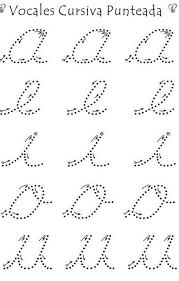 Vocales Cursiva Punteada
a a a
e e e
i i i
o o o
u u u